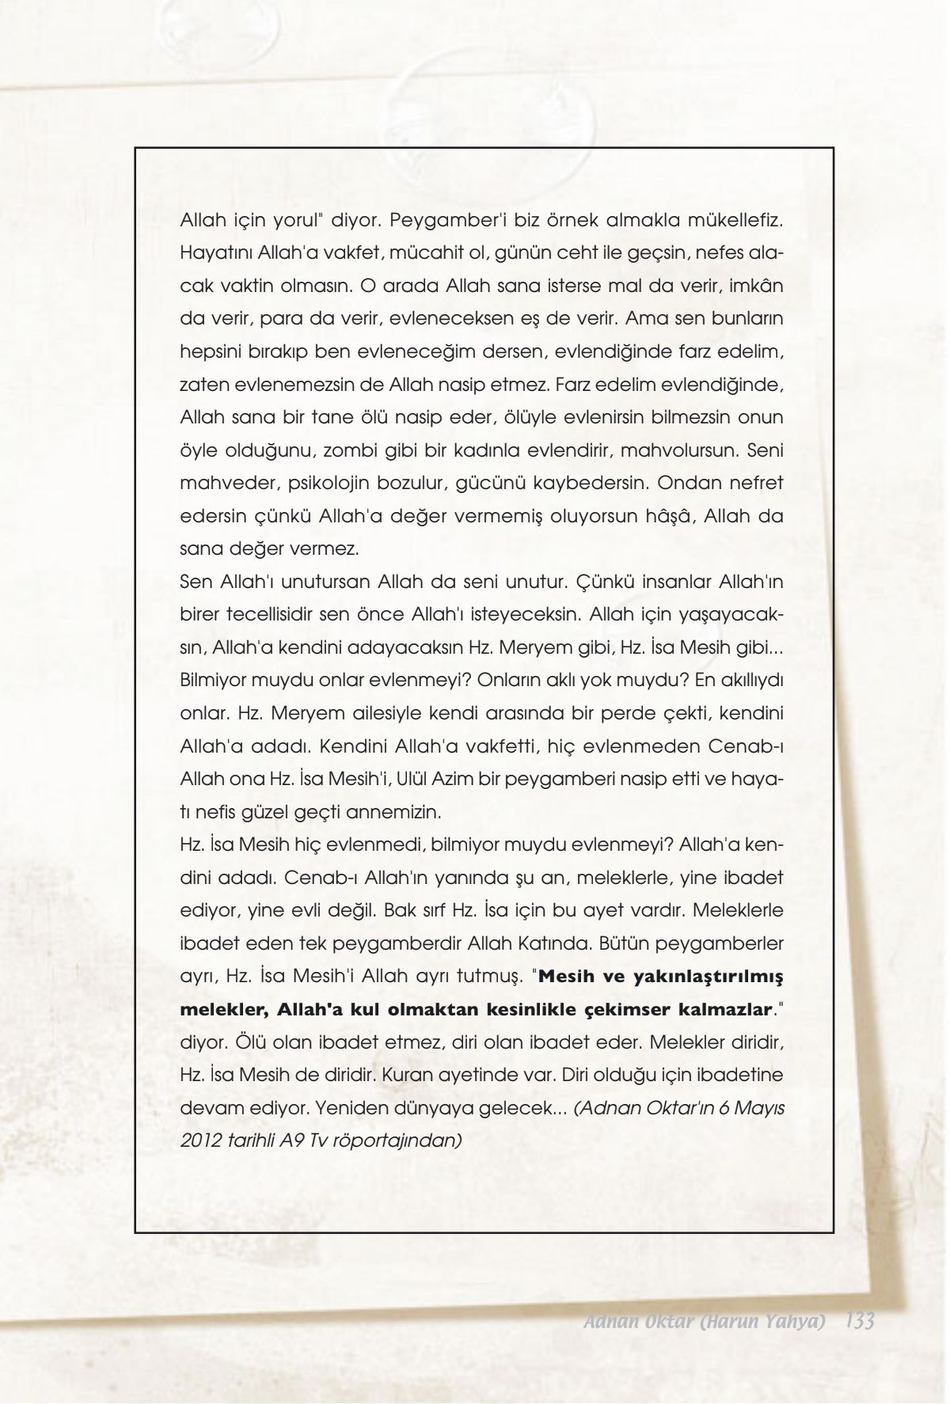 Allah için yorul" diyor. Peygamber'i biz örnek almakla mükellefiz.
Hayatını Allah'a vakfet, mücahit ol, günün ceht ile geçsin, nefes ala-
cak vaktin olmasın. O arada Allah sana isterse mal da verir, imkân
da verir, para da verir, evleneceksen eş de verir. Ama sen bunların
hepsini bırakıp ben evleneceğim dersen, evlendiğinde farz edelim,
zaten evlenemezsin de Allah nasip etmez. Farz edelim evlendiğinde,
Allah sana bir tane ölü nasip eder, ölüyle evlenirsin bilmezsin onun
öyle olduğunu, zombi gibi bir kadınla evlendirir, mahvolursun. Seni
mahveder, psikolojin bozulur, gücünü kaybedersin. Ondan nefret
edersin çünkü Allah'a değer vermemiş oluyorsun hâşâ, Allah da
sana değer vermez.
Sen Allah'ı unutursan Allah da seni unutur. Çünkü insanlar Allah'ın
birer tecellisidir sen önce Allah'ı isteyeceksin. Allah için yaşayacak-
sın, Allah'a kendini adayacaksın Hz. Meryem gibi, Hz. İsa Mesih gibi...
Bilmiyor muydu onlar evlenmeyi? Onların aklı yok muydu? En akıllıydı
onlar. Hz. Meryem ailesiyle kendi arasında bir perde çekti, kendini
Allah'a adadı. Kendini Allah'a vakfetti, hiç evlenmeden Cenab-ı
Allah ona Hz. İsa Mesih'i, Ulül Azim bir peygamberi nasip etti ve haya-
tı nefis güzel geçti annemizin.
Hz. İsa Mesih hiç evlenmedi, bilmiyor muydu evlenmeyi? Allah'a ken-
dini adadı. Cenab-ı Allah'ın yanında şu an, meleklerle, yine ibadet
ediyor, yine evli değil. Bak sırf Hz. İsa için bu ayet vardır. Meleklerle
ibadet eden tek peygamberdir Allah Katında. Bütün peygamberler
ayrı, Hz. İsa Mesih'i Allah ayrı tutmuş. "Mesih ve yakınlaştırılmış
melekler, Allah'a kul olmaktan kesinlikle çekimser kalmazlar."
diyor. Ölü olan ibadet etmez, diri olan ibadet eder. Melekler diridir,
Hz. İsa Mesih de diridir. Kuran ayetinde var. Diri olduğu için ibadetine
devam ediyor. Yeniden dünyaya gelecek... (Adnan Oktar'ın 6 Mayıs
2012 tarihli A9 Tv röportajından)
Adnan Oktar (Harun Yahya) 133